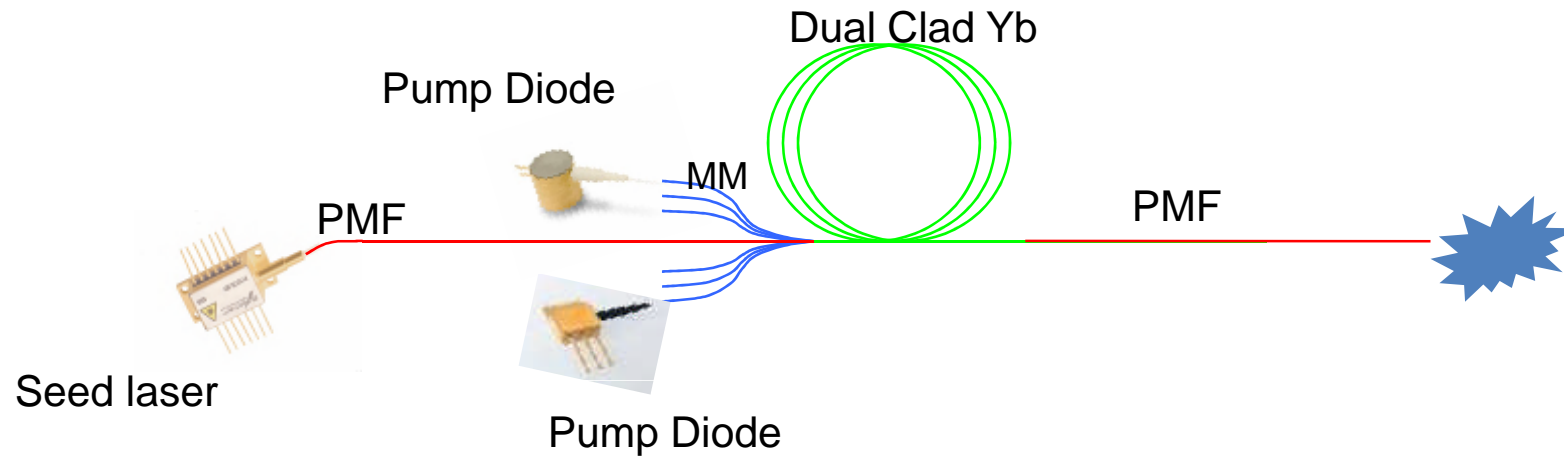 Dual Clad Yb
Pump Diode
MM
PMF
PMF
Seed laser
Pump Diode